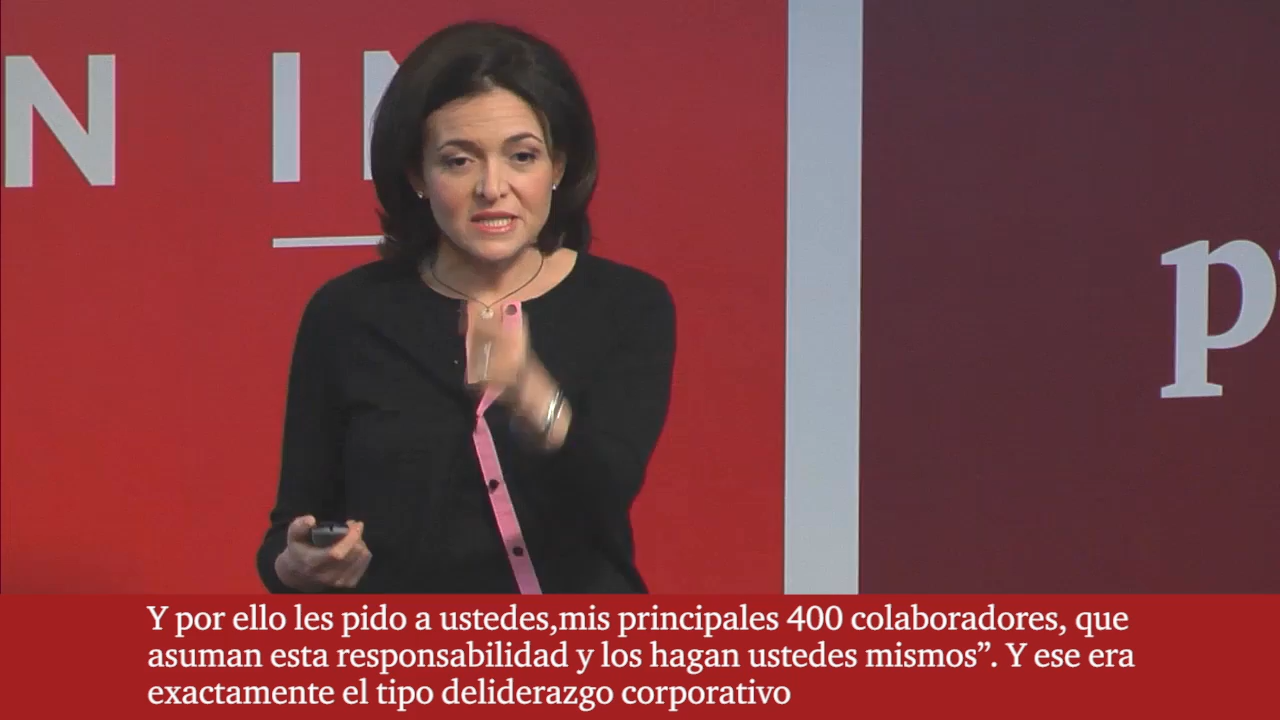 N IN
p
Y por ello les pido a ustedes,mis principales 400 colaboradores, que
asuman esta responsabilidad y los hagan ustedes mismos”. Y ese era
exactamente el tipo deliderazgo corporativo